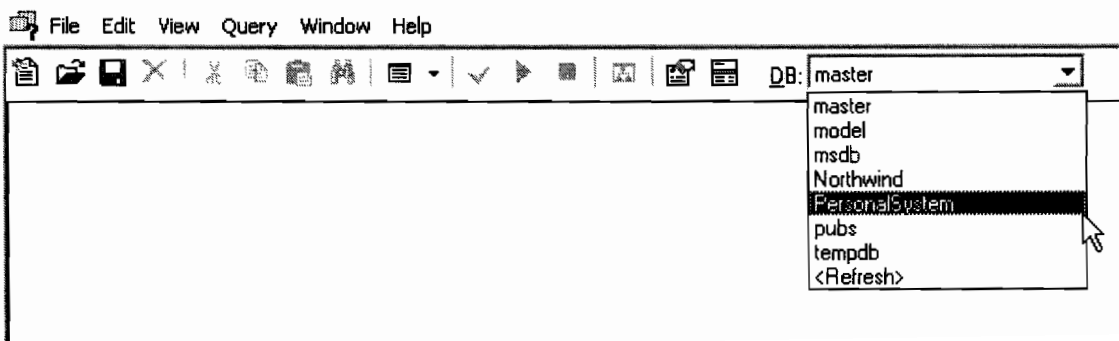 File Edit View Query Window Help
DB: master
master
model
msdb
Northwind
PersonalSystem
pubs
tempdb
<Refresh>